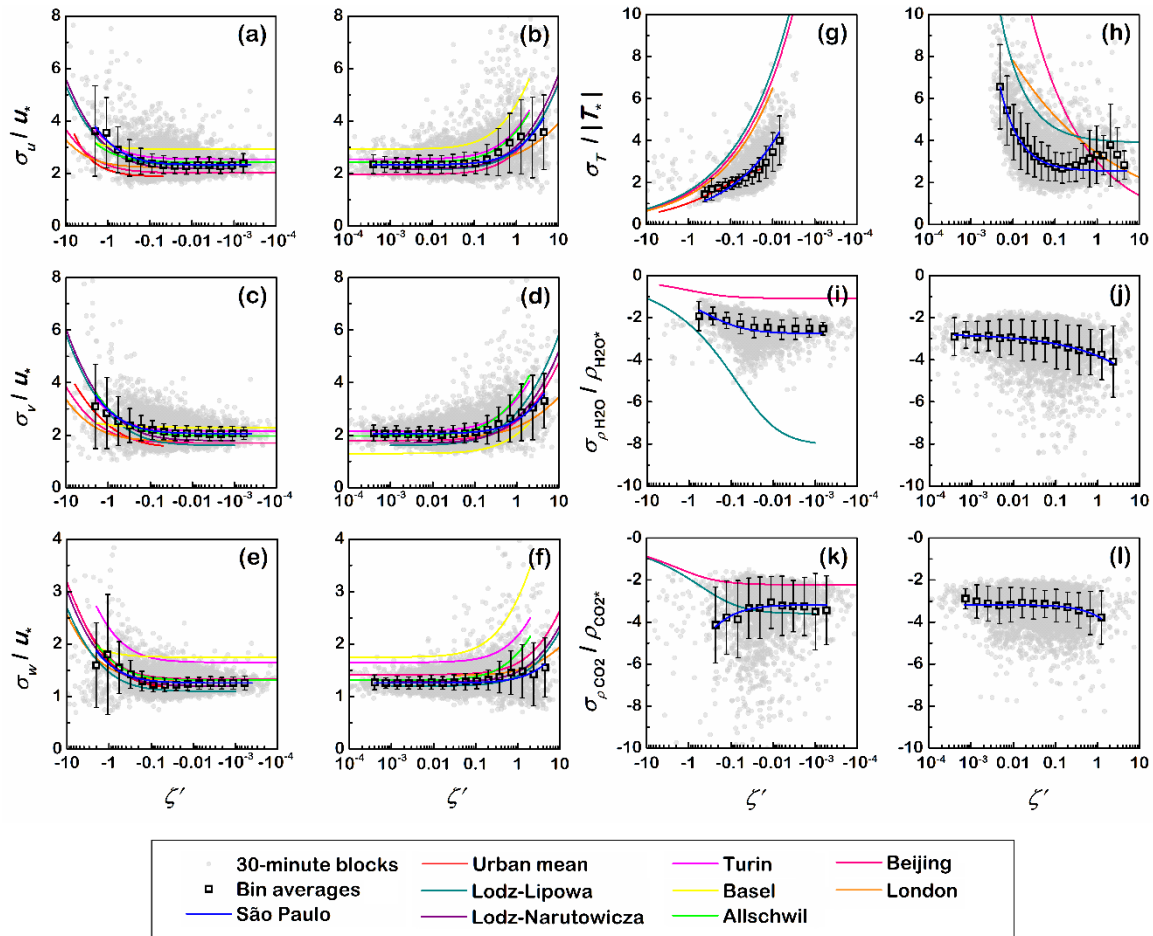 (a)
8
6
4
2
0
-10 -1 -0.1 -0.01 -10⁻³ -10⁻⁴
σᵤ / u*
(b)
8
6
4
2
0
10⁻⁴ 10⁻³ 0.01 0.1 1 10
(g)
10
8
6
4
2
0
-10 -1 -0.1 -0.01 -10⁻³ -10⁻⁴
σ_T / |T*|
(h)
10
8
6
4
2
0
10⁻⁴ 10⁻³ 0.01 0.1 1 10
(c)
8
6
4
2
0
-10 -1 -0.1 -0.01 -10⁻³ -10⁻⁴
σᵥ / u*
(d)
8
6
4
2
0
10⁻⁴ 10⁻³ 0.01 0.1 1 10
(i)
0
-2
-4
-6
-8
-10
-10 -1 -0.1 -0.01 -10⁻³ -10⁻⁴
σ_ρ H2O / ρ_H2O*
(j)
0
-2
-4
-6
-8
-10
10⁻⁴ 10⁻³ 0.01 0.1 1 10
(e)
4
3
2
1
0
-10 -1 -0.1 -0.01 -10⁻³ -10⁻⁴
σ_w / u*
(f)
4
3
2
1
0
10⁻⁴ 10⁻³ 0.01 0.1 1 10
(k)
-0
-2
-4
-6
-8
-10
-10 -1 -0.1 -0.01 -10⁻³ -10⁻⁴
σ_ρ CO2 / ρ_CO2*
(l)
-0
-2
-4
-6
-8
-10
10⁻⁴ 10⁻³ 0.01 0.1 1 10
ζ′ ζ′ ζ′ ζ′
30-minute blocks Urban mean Turin Beijing
Bin averages Lodz-Lipowa Basel London
São Paulo Lodz-Narutowicza Allschwil